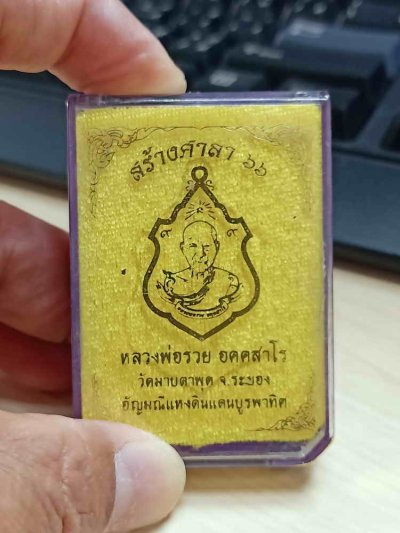 สร้างศาลา ๖๖
๙ ๙
หลวงพ่อรวย อคคสาโร
วัดมาบตาพุด จ.ระยอง
อัญมณีแห่งดินแดนบูรพาทิศ